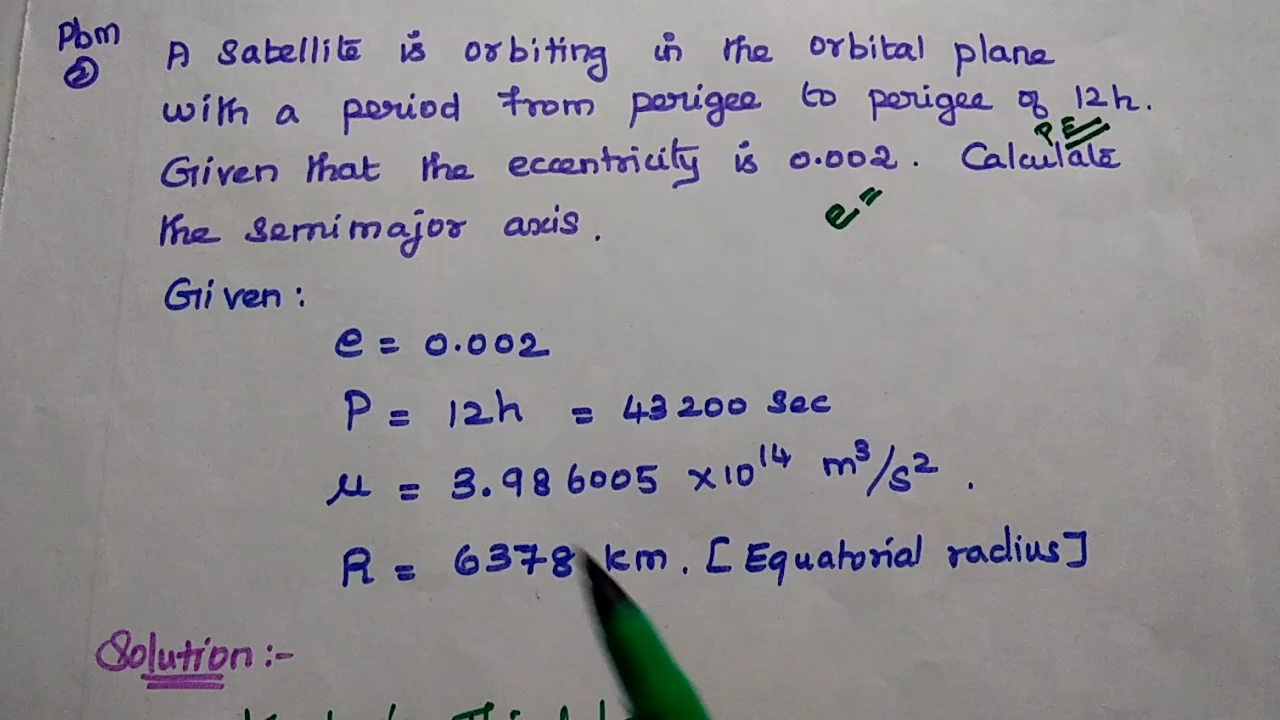 Pbm
②
A Satellite is orbiting in the orbital plane
with a period from perigee to perigee of 12h.
PE
Given that the eccentricity is 0.002. Calculate
e =
the semimajor axis.
Given:
e = 0.002
P = 12h = 43200 Sec
μ = 3.986005 ×10¹⁴ m³/s².
R = 6378 km. [Equatorial radius]
Solution :-